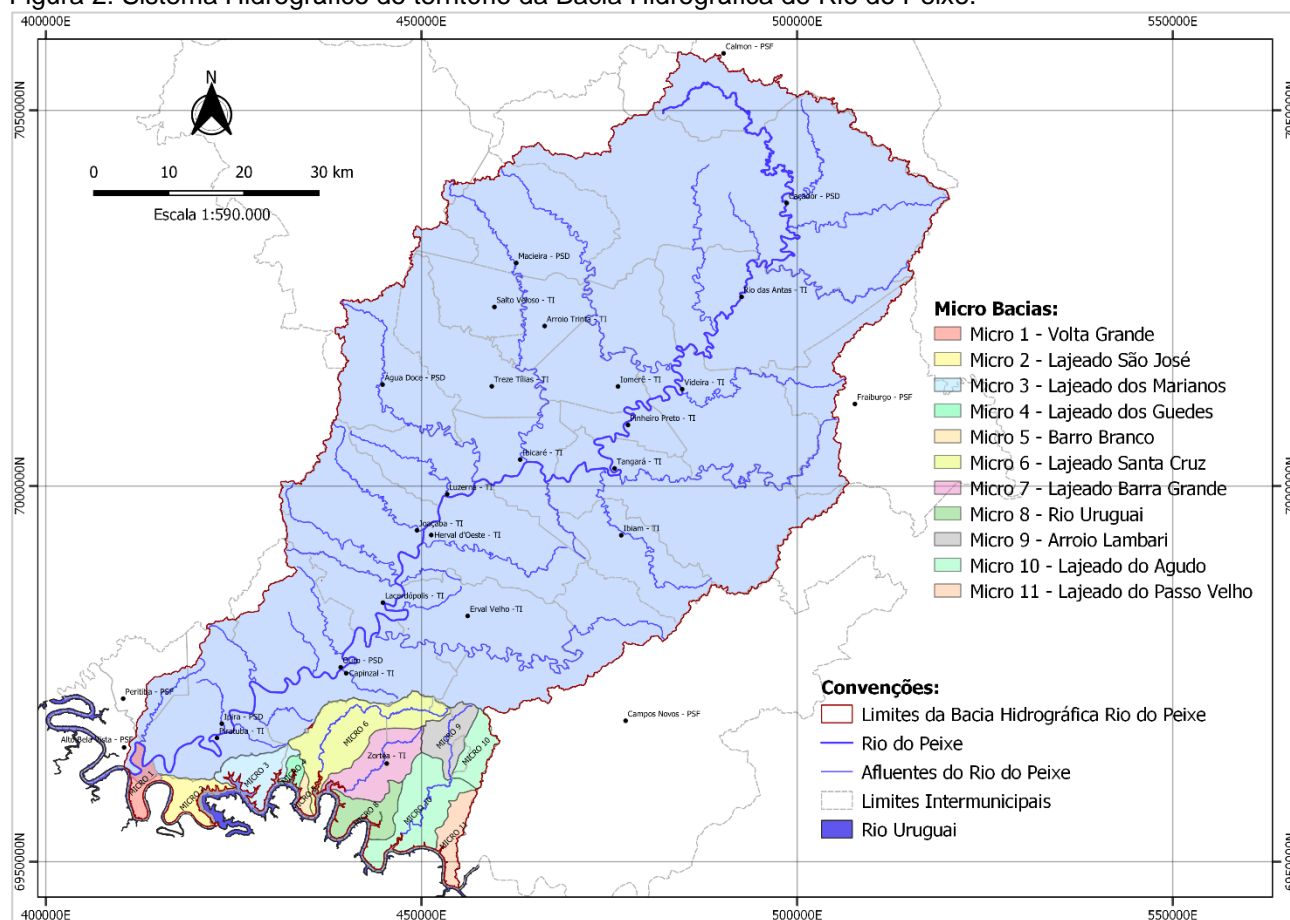 Figura 2. Sistema Hidrográfico do território da Bacia Hidrográfica do Rio do Peixe.
400000E 450000E 500000E 550000E
7050000N 7050000N
7000000N 7000000N
6950000N 6950000N
400000E 450000E 500000E 550000E
N
0 10 20 30 km
Escala 1:590.000
Calmon - PSF
Caçador - PSD
Macieira - PSD
Rio das Antas - TI
Salto Veloso - TI
Arroio Trinta - TI
Água Doce - PSD
Treze Tílias - TI
Iomerê - TI
Videira - TI
Fraiburgo - PSF
Pinheiro Preto - TI
Ibicaré - TI
Tangará - TI
Luzerna - TI
Joaçaba - TI
Herval d'Oeste - TI
Ibiam - TI
Lacerdópolis - TI
Erval Velho -TI
Ouro - PSD
Capinzal - TI
Peritiba - PSF
Ipira - PSD
Piratuba - TI
Campos Novos - PSF
Alto Bela Vista - PSF
Zortéa - TI
MICRO 1
MICRO 3
MICRO 4
MICRO 6
MICRO 8
MICRO 9
MICRO 10
MICRO 10
MICRO 11
Micro Bacias:
Micro 1 - Volta Grande
Micro 2 - Lajeado São José
Micro 3 - Lajeado dos Marianos
Micro 4 - Lajeado dos Guedes
Micro 5 - Barro Branco
Micro 6 - Lajeado Santa Cruz
Micro 7 - Lajeado Barra Grande
Micro 8 - Rio Uruguai
Micro 9 - Arroio Lambari
Micro 10 - Lajeado do Agudo
Micro 11 - Lajeado do Passo Velho
Convenções:
Limites da Bacia Hidrográfica Rio do Peixe
Rio do Peixe
Afluentes do Rio do Peixe
Limites Intermunicipais
Rio Uruguai